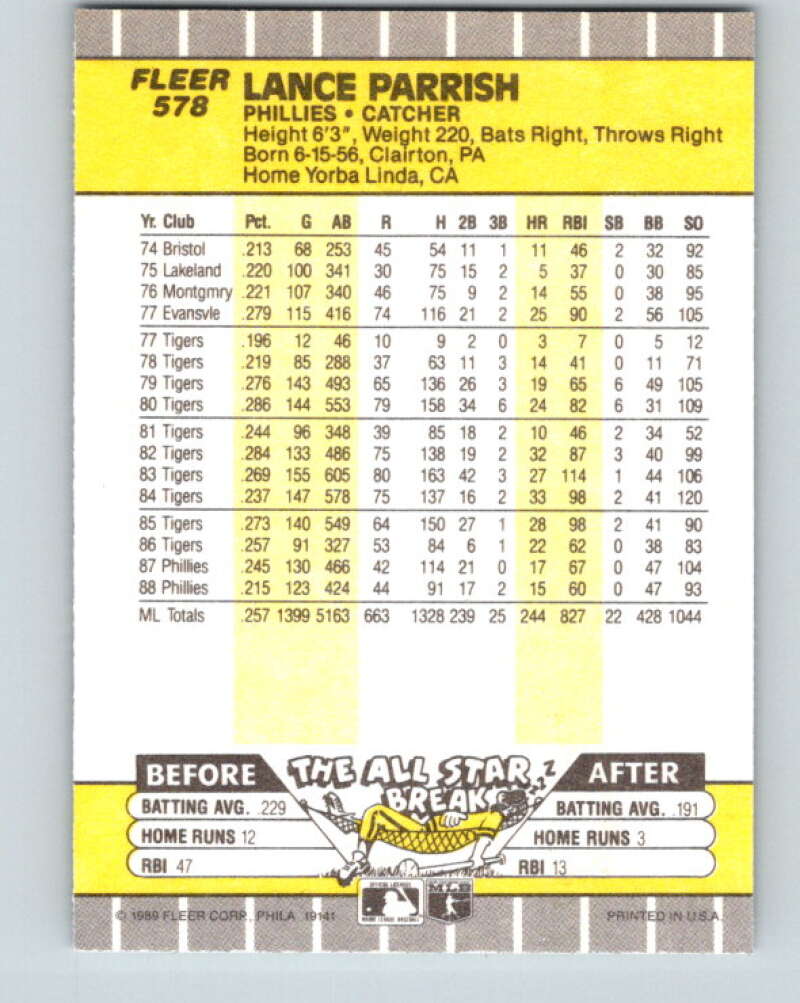 FLEER
578
LANCE PARRISH
PHILLIES • CATCHER
Height 6'3", Weight 220, Bats Right, Throws Right
Born 6-15-56, Clairton, PA
Home Yorba Linda, CA
Yr. Club Pct. G AB R H 2B 3B HR RBI SB BB SO
74 Bristol .213 68 253 45 54 11 1 11 46 2 32 92
75 Lakeland .220 100 341 30 75 15 2 5 37 0 30 85
76 Montgmry .221 107 340 46 75 9 2 14 55 0 38 95
77 Evansvle .279 115 416 74 116 21 2 25 90 2 56 105
77 Tigers .196 12 46 10 9 2 0 3 7 0 5 12
78 Tigers .219 85 288 37 63 11 3 14 41 0 11 71
79 Tigers .276 143 493 65 136 26 3 19 65 6 49 105
80 Tigers .286 144 553 79 158 34 6 24 82 6 31 109
81 Tigers .244 96 348 39 85 18 2 10 46 2 34 52
82 Tigers .284 133 486 75 138 19 2 32 87 3 40 99
83 Tigers .269 155 605 80 163 42 3 27 114 1 44 106
84 Tigers .237 147 578 75 137 16 2 33 98 2 41 120
85 Tigers .273 140 549 64 150 27 1 28 98 2 41 90
86 Tigers .257 91 327 53 84 6 1 22 62 0 38 83
87 Phillies .245 130 466 42 114 21 0 17 67 0 47 104
88 Phillies .215 123 424 44 91 17 2 15 60 0 47 93
ML Totals .257 1399 5163 663 1328 239 25 244 827 22 428 1044
THE ALL STAR
BREAK
ZZZ
BEFORE
BATTING AVG. .229
HOME RUNS 12
RBI 47
AFTER
BATTING AVG. .191
HOME RUNS 3
RBI 13
MLB
© 1989 FLEER CORP., PHILA 19141
PRINTED IN U.S.A.